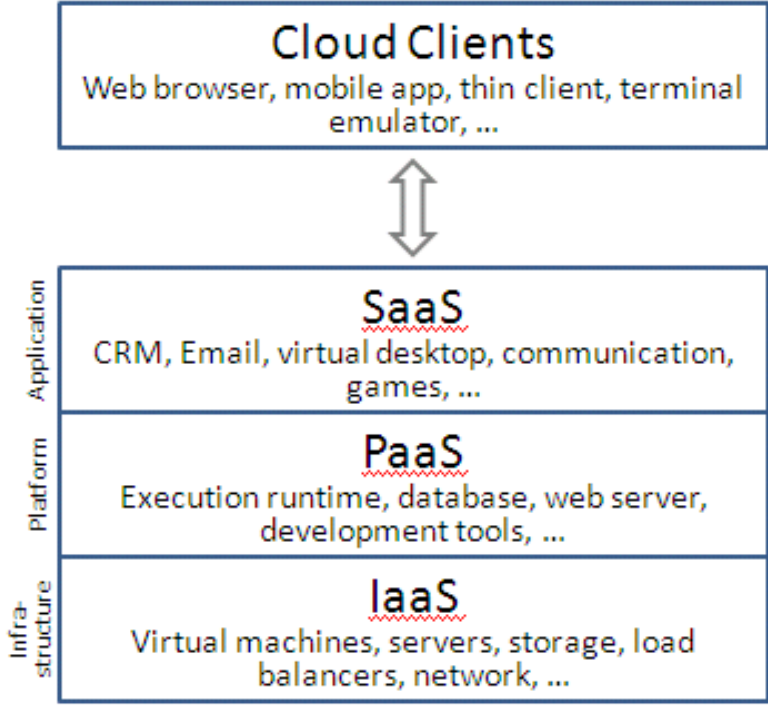 Cloud Clients
Web browser, mobile app, thin client, terminal
emulator, ...
Application
SaaS
CRM, Email, virtual desktop, communication,
games, ...
Platform
PaaS
Execution runtime, database, web server,
development tools, ...
Infra-
structure
IaaS
Virtual machines, servers, storage, load
balancers, network, ...